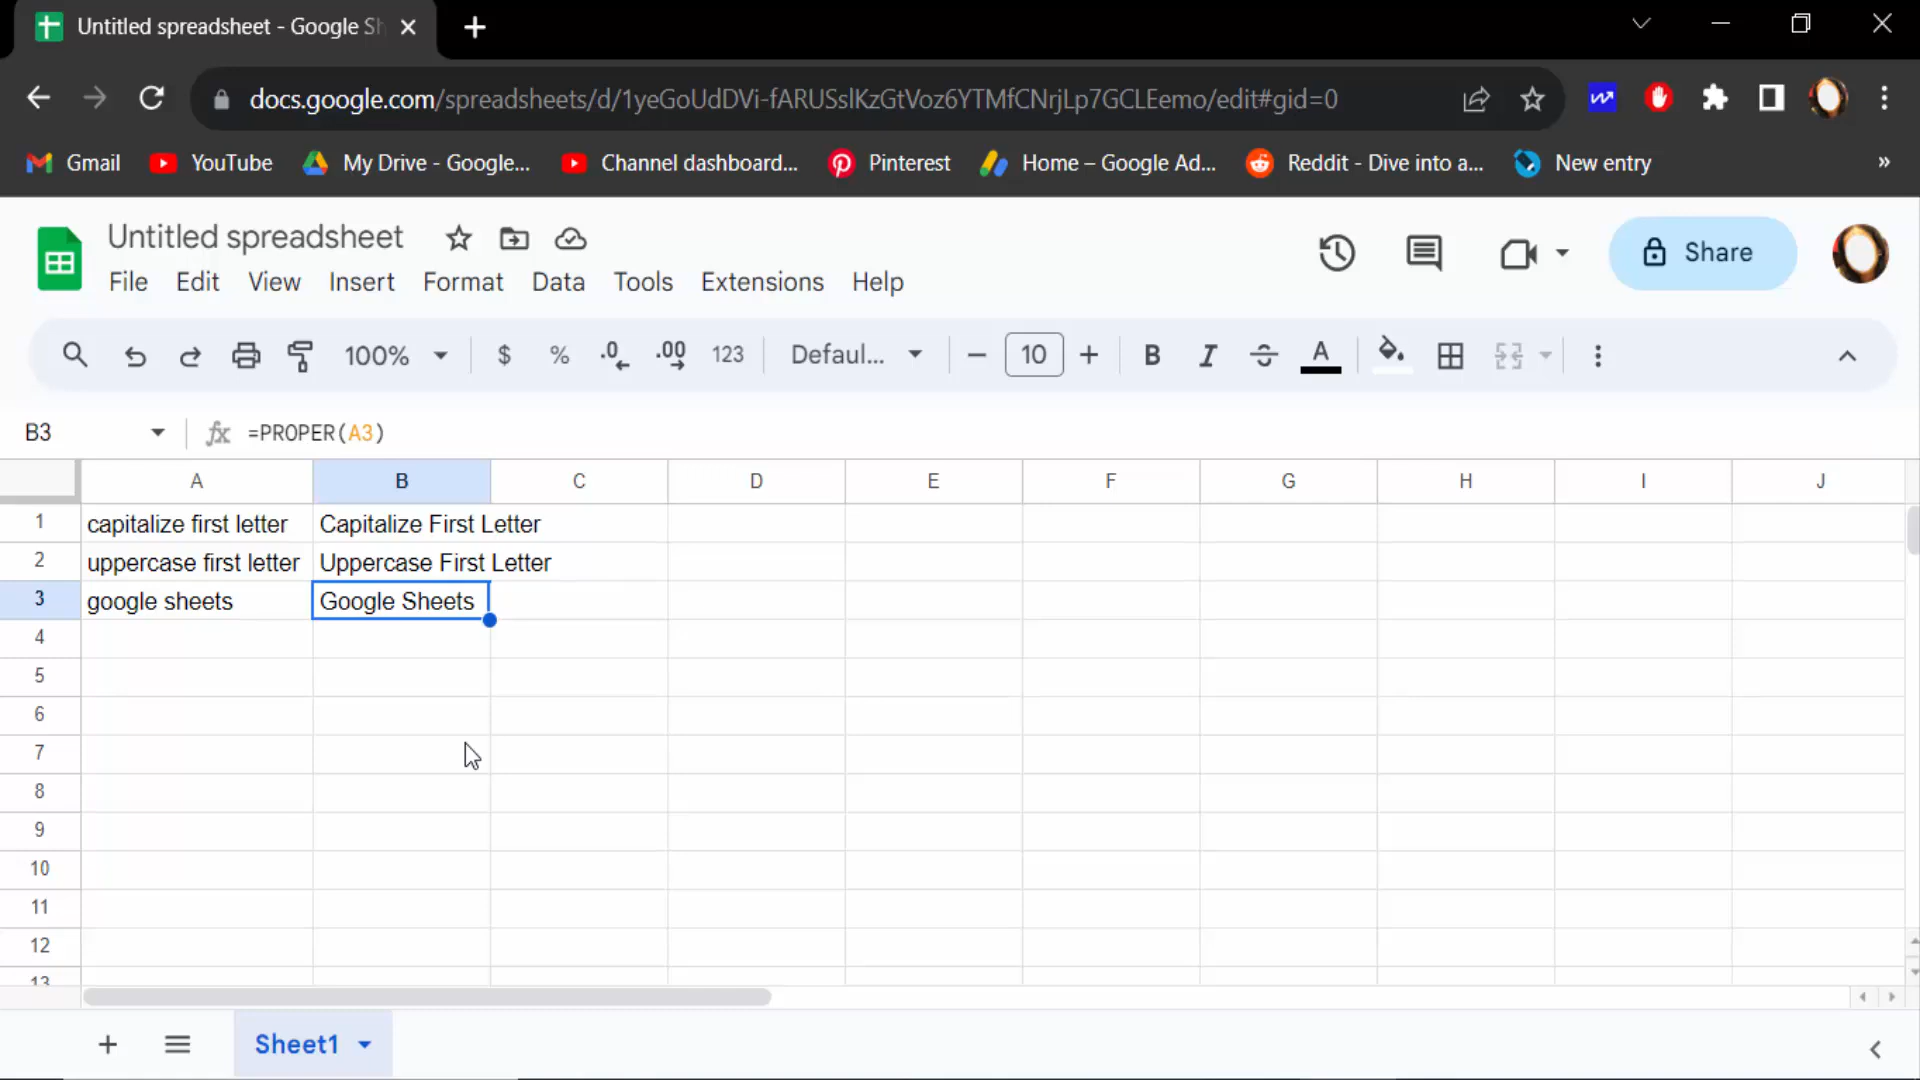 Untitled spreadsheet - Google Sh
docs.google.com/spreadsheets/d/1yeGoUdDVi-fARUSslKzGtVoz6YTMfCNrjLp7GCLEemo/edit#gid=0
Gmail YouTube My Drive - Google... Channel dashboard... Pinterest Home – Google Ad... Reddit - Dive into a... New entry »
Untitled spreadsheet
Share
File Edit View Insert Format Data Tools Extensions Help
100% $ % .0 .00 123 Defaul... − 10 + B I S A
B3 fx =PROPER(A3)
A B C D E F G H I J
1 capitalize first letter Capitalize First Letter
2 uppercase first letter Uppercase First Letter
3 google sheets Google Sheets
4
5
6
7
8
9
10
11
12
13
+ Sheet1